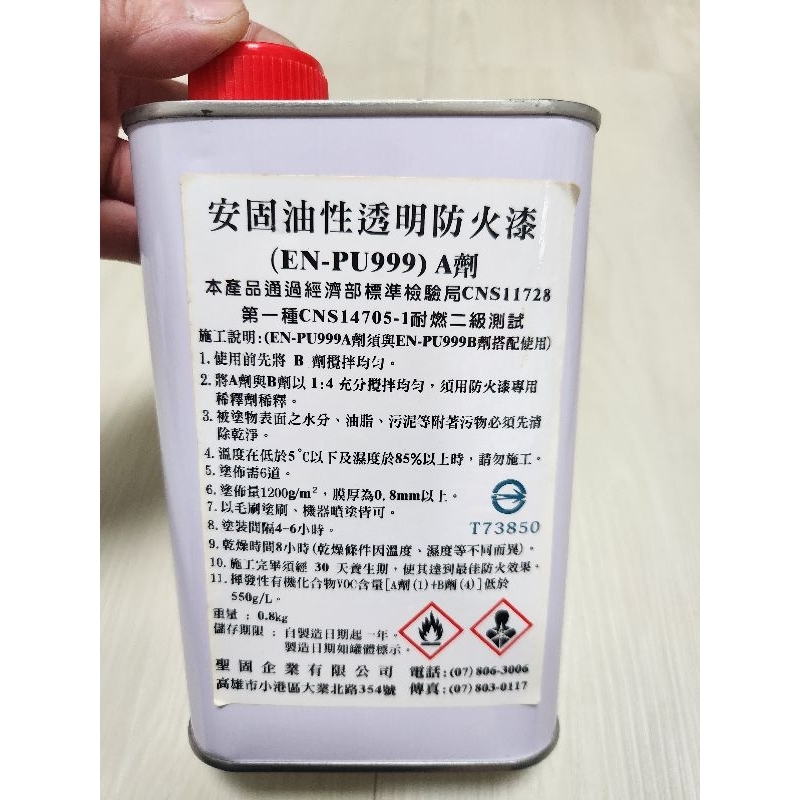 安固油性透明防火漆
(EN-PU999) A劑
本產品通過經濟部標準檢驗局CNS11728
第一種CNS14705-1耐燃二級測試
施工說明:(EN-PU999A劑須與EN-PU999B劑搭配使用)
1.使用前先將 B 劑攪拌均勻。
2.將A劑與B劑以 1:4 充分攪拌均勻,須用防火漆專用
稀釋劑稀釋。
3.被塗物表面之水分、油脂、污泥等附著污物必須先清
除乾淨。
4.溫度在低於5℃以下及濕度於85%以上時,請勿施工。
5.塗佈需6道。
6.塗佈量1200g/m²,膜厚為0.8mm以上。
7.以毛刷塗刷、機器噴塗皆可。
8.塗裝間隔4-6小時。
T73850
9.乾燥時間8小時(乾燥條件因溫度、濕度等不同而異)。
10.施工完畢須經 30 天養生期,使其達到最佳防火效果。
11.揮發性有機化合物VOC含量[A劑(1)+B劑(4)]低於
550g/L。
重量:0.8kg
儲存期限:自製造日期起一年。
製造日期如罐體標示。
聖固企業有限公司 電話:(07)806-3006
高雄市小港區大業北路354號 傳真:(07)803-0117